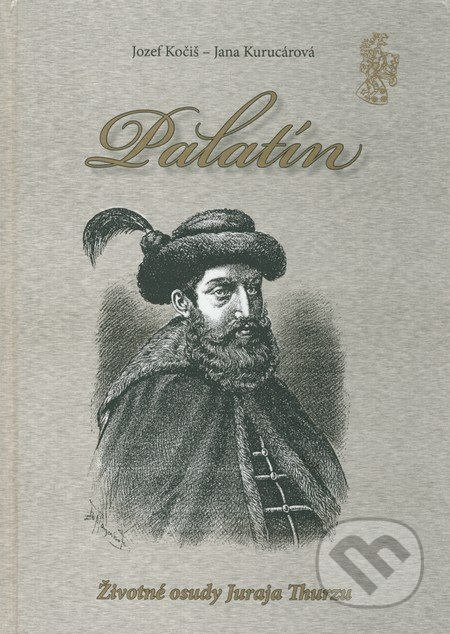 Jozef Kočiš – Jana Kurucárová
Palatín
Životné osudy Juraja Thurzu